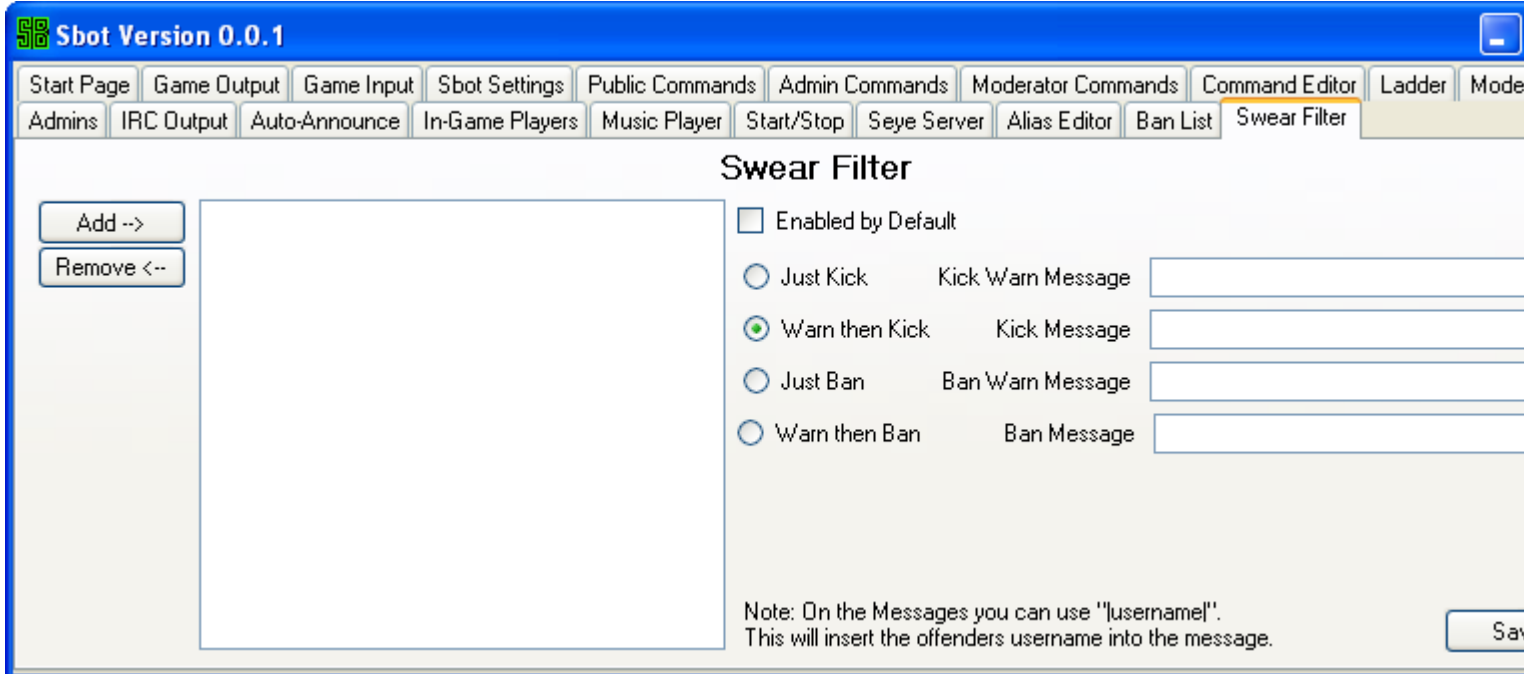 SB Sbot Version 0.0.1
Start Page Game Output Game Input Sbot Settings Public Commands Admin Commands Moderator Commands Command Editor Ladder Mode
Admins IRC Output Auto-Announce In-Game Players Music Player Start/Stop Seye Server Alias Editor Ban List Swear Filter
Swear Filter
Add -->
Remove <--
Enabled by Default
Just Kick Kick Warn Message
Warn then Kick Kick Message
Just Ban Ban Warn Message
Warn then Ban Ban Message
Note: On the Messages you can use "|username|".
This will insert the offenders username into the message.
Sav